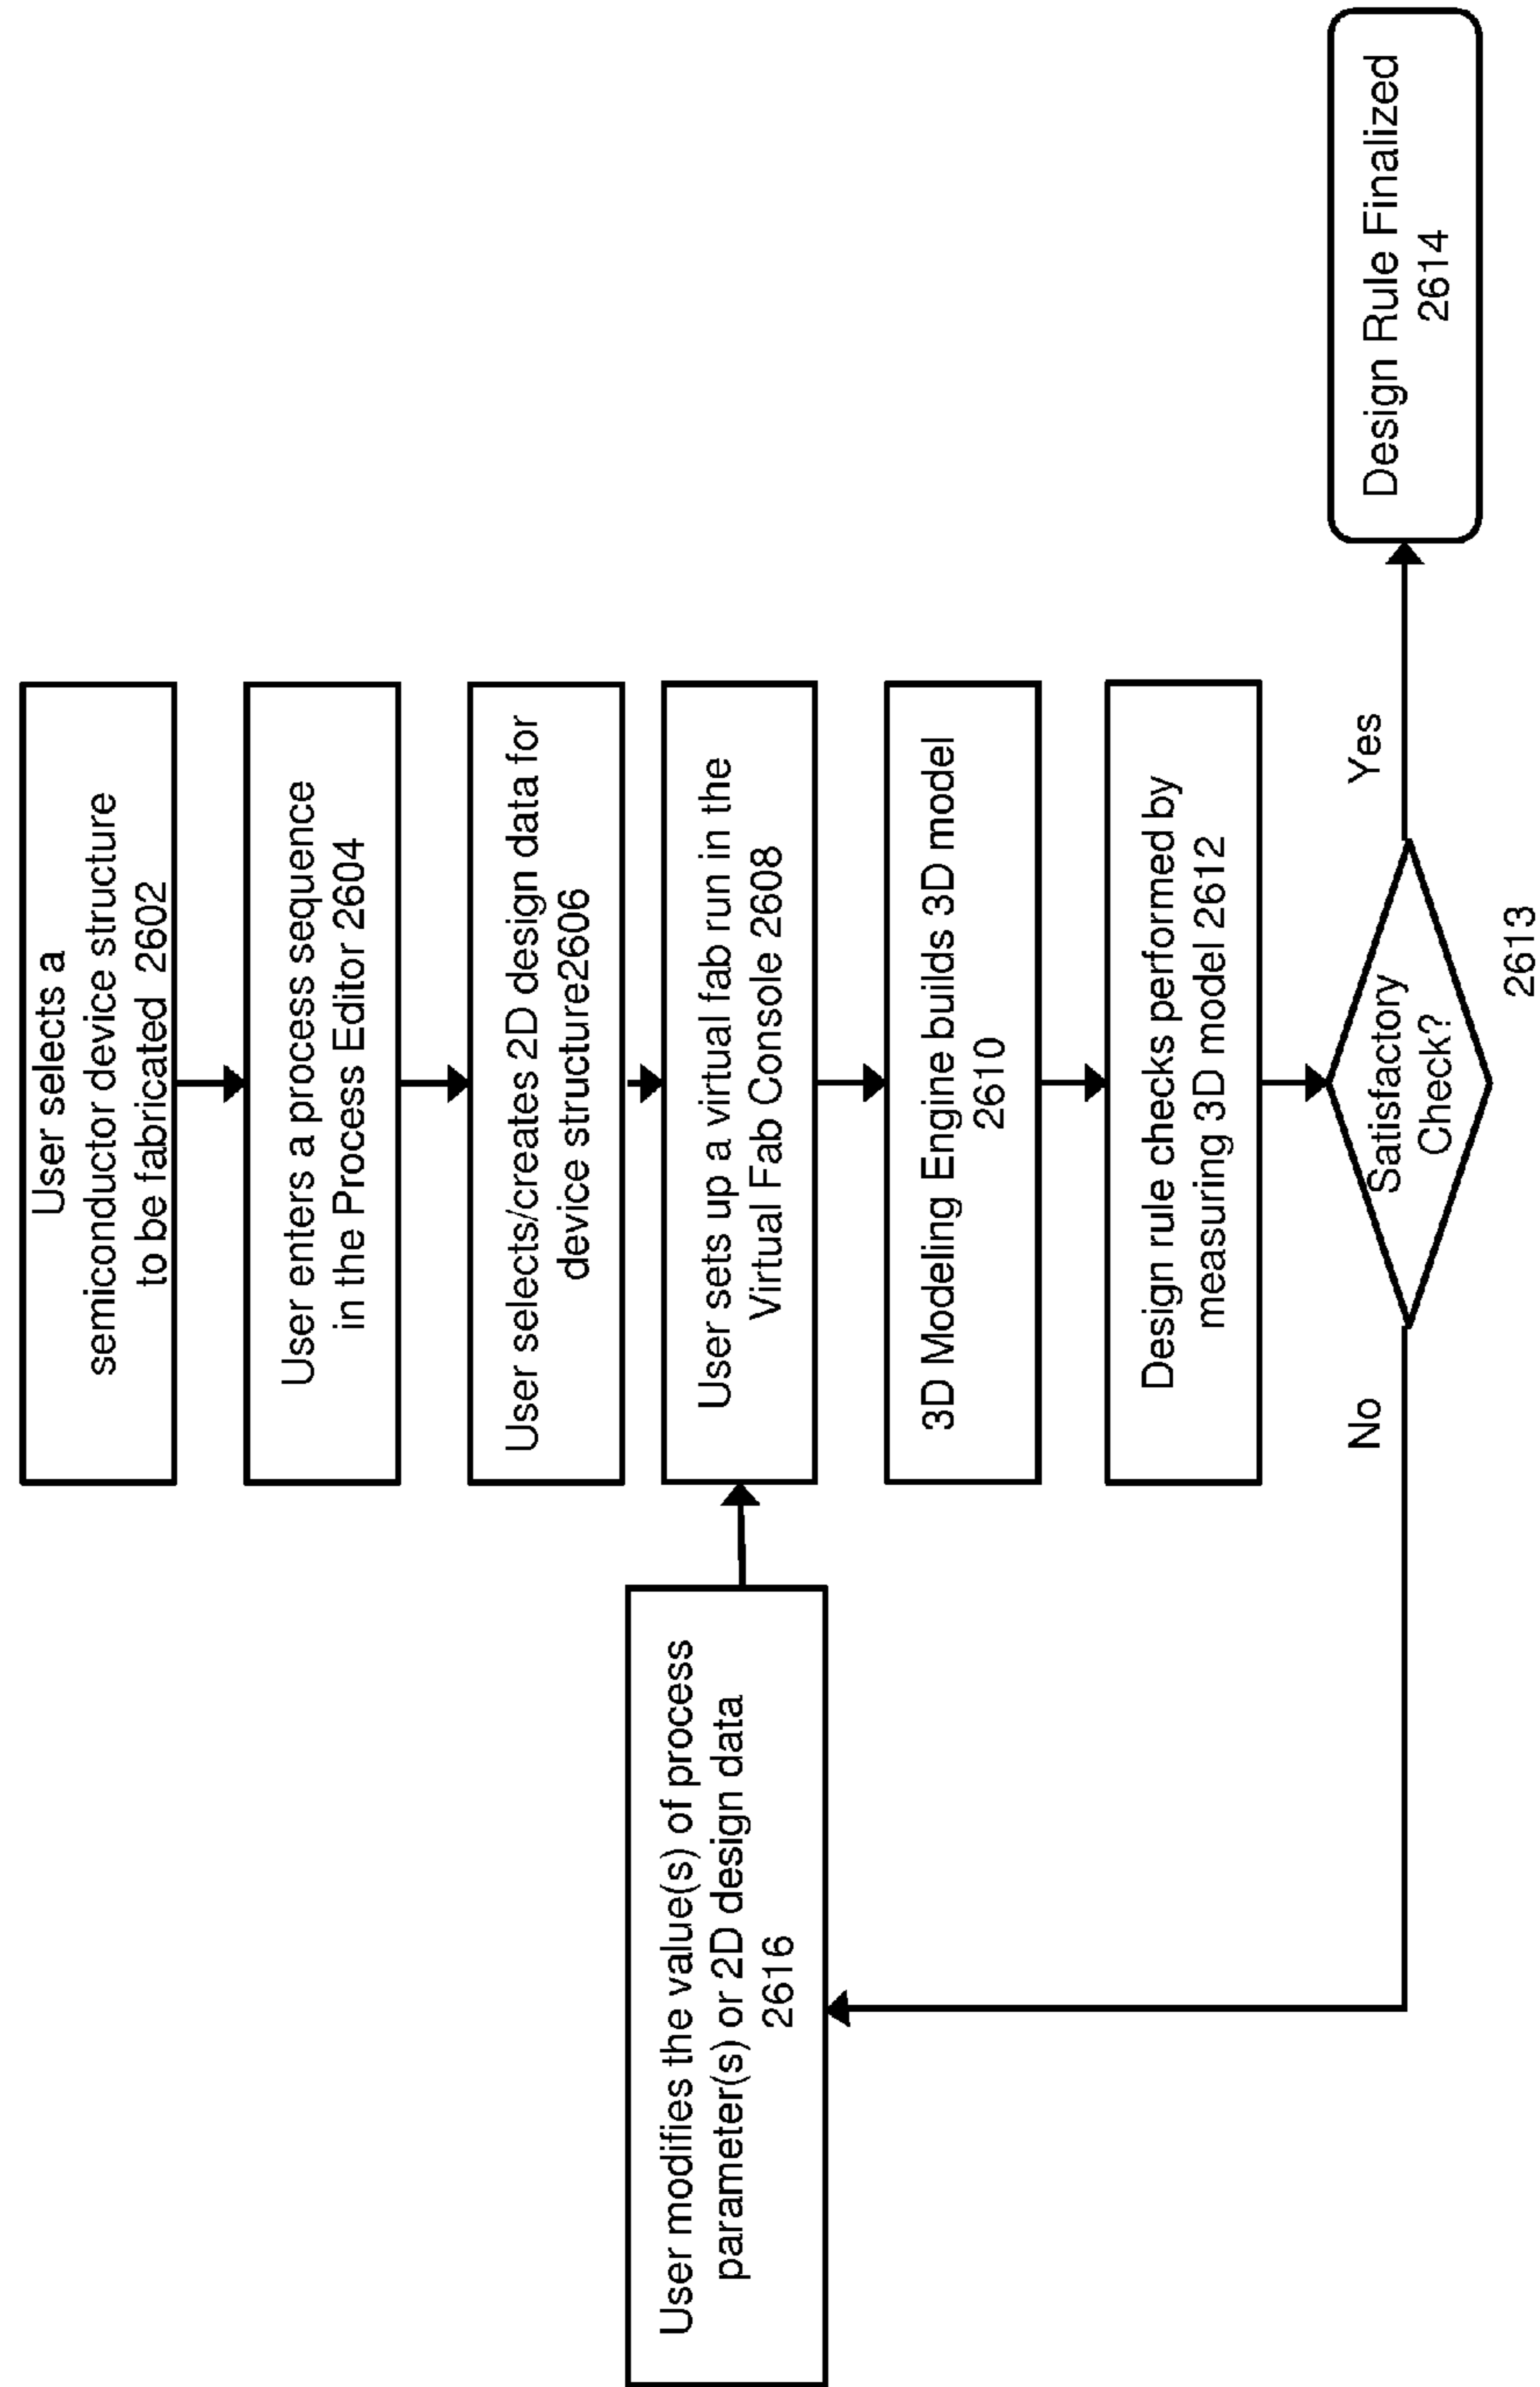 User selects a
semiconductor device structure
to be fabricated 2602
User enters a process sequence
in the Process Editor 2604
User selects/creates 2D design data for
device structure2606
User sets up a virtual fab run in the
Virtual Fab Console 2608
3D Modeling Engine builds 3D model
2610
Design rule checks performed by
measuring 3D model 2612
Satisfactory
Check?
2613
Yes
Design Rule Finalized
2614
No
User modifies the value(s) of process
parameter(s) or 2D design data
2616